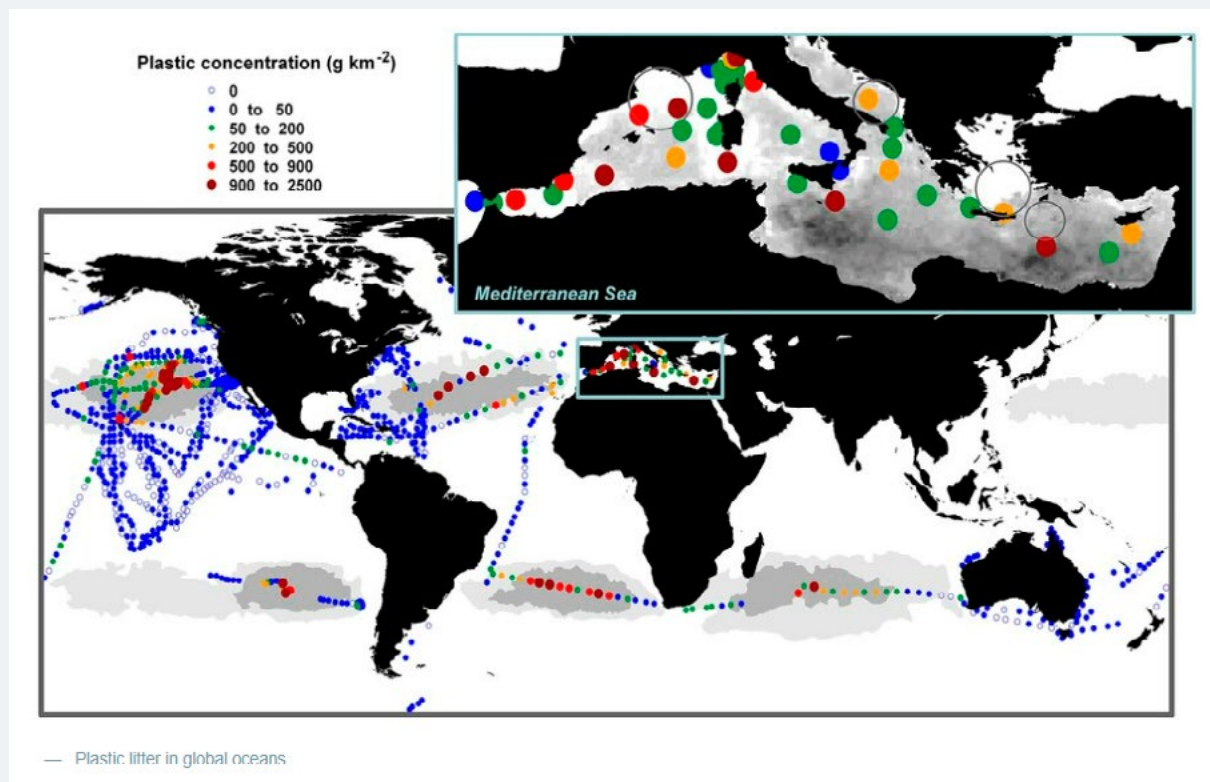 Plastic concentration (g km⁻²)
0
0 to 50
50 to 200
200 to 500
500 to 900
900 to 2500
Mediterranean Sea
— Plastic litter in global oceans